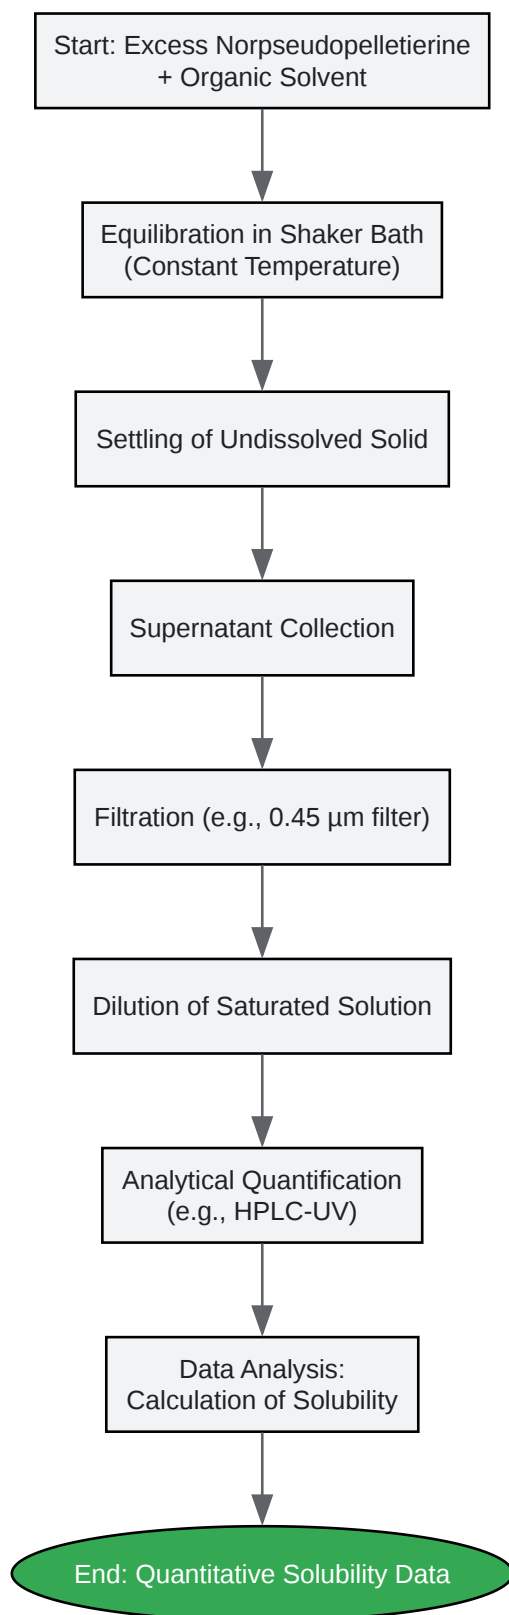 Start: Excess Norpseudopelletierine
+ Organic Solvent
Equilibration in Shaker Bath
(Constant Temperature)
Settling of Undissolved Solid
Supernatant Collection
Filtration (e.g., 0.45 µm filter)
Dilution of Saturated Solution
Analytical Quantification
(e.g., HPLC-UV)
Data Analysis:
Calculation of Solubility
End: Quantitative Solubility Data